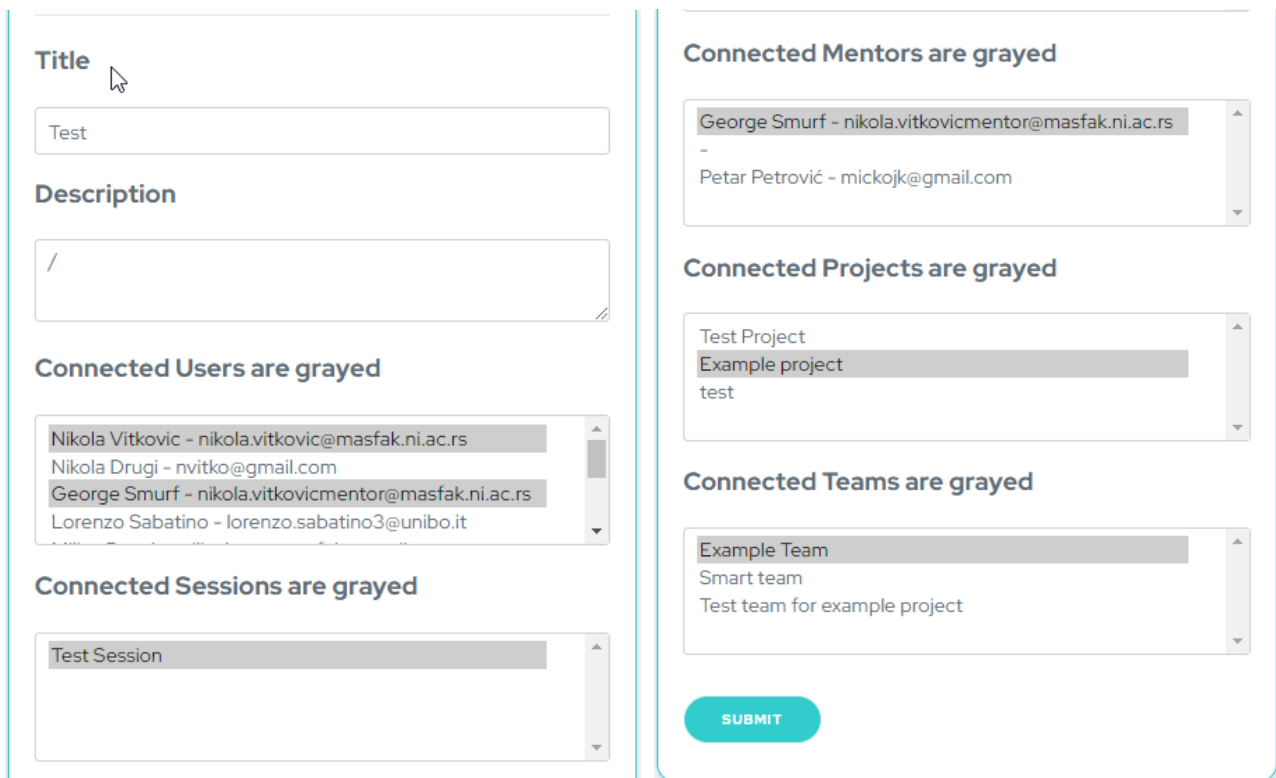 Title
Test
Description
/
Connected Users are grayed
Nikola Vitkovic - nikola.vitkovic@masfak.ni.ac.rs
Nikola Drugi - nvitko@gmail.com
George Smurf - nikola.vitkovicmentor@masfak.ni.ac.rs
Lorenzo Sabatino - lorenzo.sabatino3@unibo.it
Connected Sessions are grayed
Test Session
Connected Mentors are grayed
George Smurf - nikola.vitkovicmentor@masfak.ni.ac.rs
-
Petar Petrović - mickojk@gmail.com
Connected Projects are grayed
Test Project
Example project
test
Connected Teams are grayed
Example Team
Smart team
Test team for example project
SUBMIT